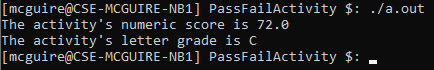 [mcguire@CSE-MCGUIRE-NB1] PassFailActivity $: ./a.out
The activity's numeric score is 72.0
The activity's letter grade is C
[mcguire@CSE-MCGUIRE-NB1] PassFailActivity $: